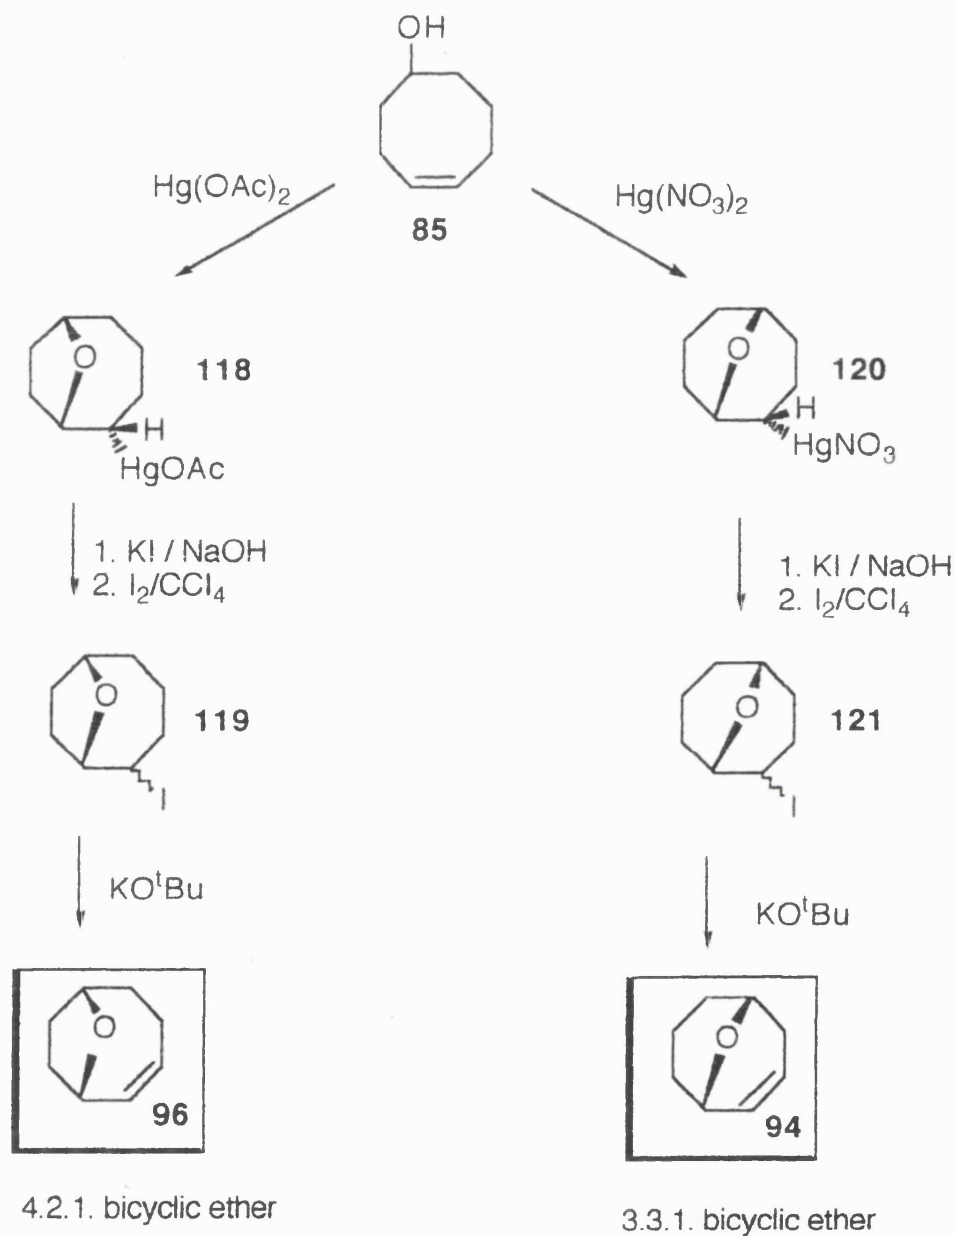 OH
Hg(OAc)₂
Hg(NO₃)₂
85
O
118
H
HgOAc
O
120
H
HgNO₃
1. KI / NaOH
2. I₂/CCl₄
1. KI / NaOH
2. I₂/CCl₄
O
119
I
O
121
I
KOᵗBu
KOᵗBu
O
96
O
94
4.2.1. bicyclic ether
3.3.1. bicyclic ether